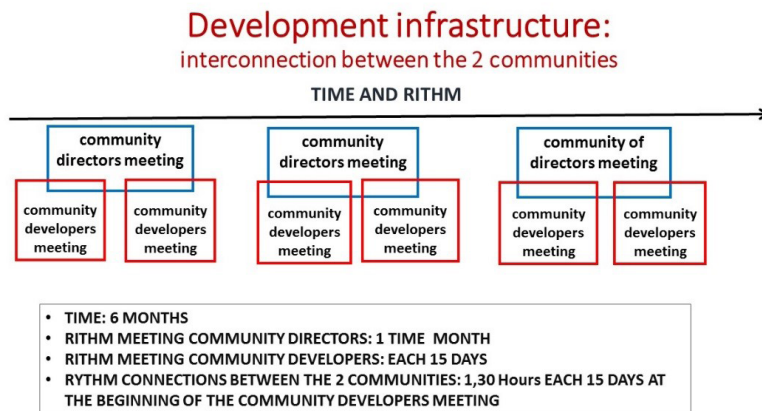 Development infrastructure:
interconnection between the 2 communities
TIME AND RITHM
community
directors meeting
community
directors meeting
community of
directors meeting
community
developers
meeting
community
developers
meeting
community
developers
meeting
community
developers
meeting
community
developers
meeting
community
developers
meeting
• TIME: 6 MONTHS
• RITHM MEETING COMMUNITY DIRECTORS: 1 TIME MONTH
• RITHM MEETING COMMUNITY DEVELOPERS: EACH 15 DAYS
• RYTHM CONNECTIONS BETWEEN THE 2 COMMUNITIES: 1,30 Hours EACH 15 DAYS AT
THE BEGINNING OF THE COMMUNITY DEVELOPERS MEETING